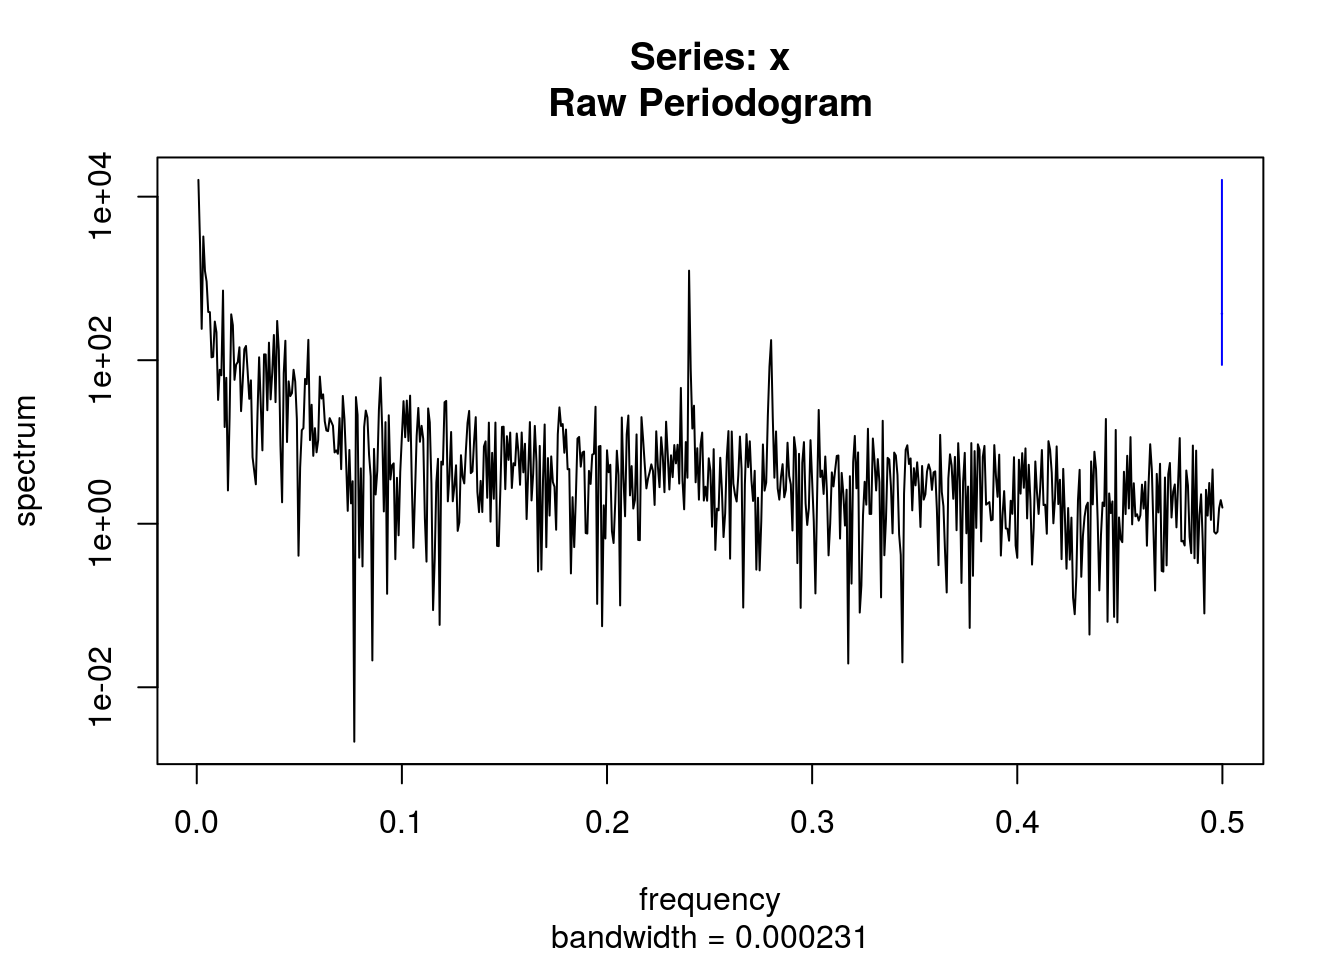 Series: x
Raw Periodogram
spectrum
1e+04
1e+02
1e+00
1e-02
0.0 0.1 0.2 0.3 0.4 0.5
frequency
bandwidth = 0.000231